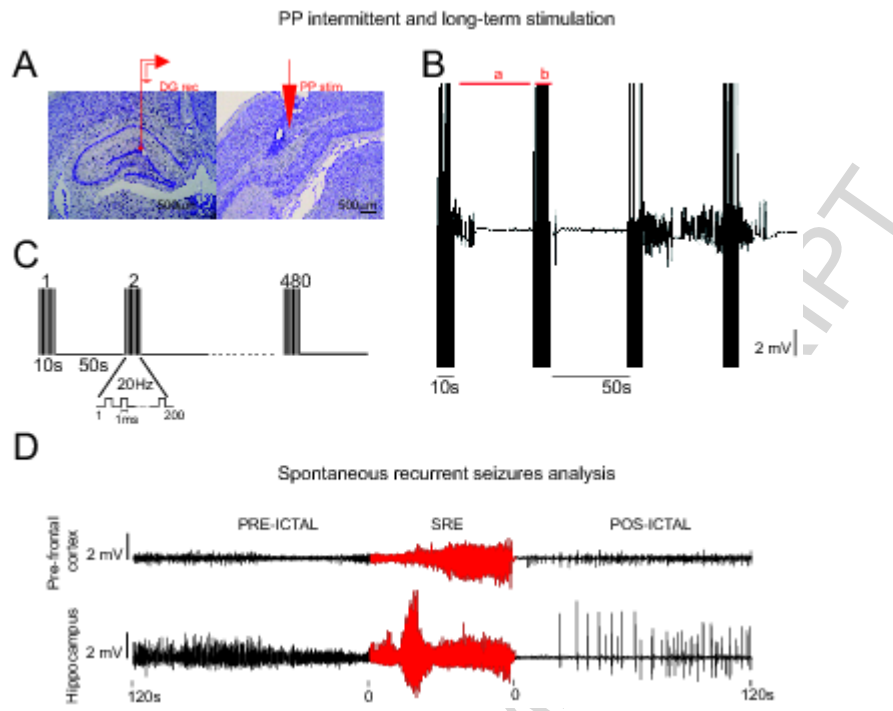 PP intermittent and long-term stimulation
A
DG rec
PP stim
500um
500um
B
a
b
2 mV
10s
50s
C
1
2
480
10s
50s
20Hz
1
1ms
200
D
Spontaneous recurrent seizures analysis
PRE-ICTAL
SRE
POS-ICTAL
Pre-frontal
cortex
2 mV
Hippocampus
2 mV
120s
0
0
120s